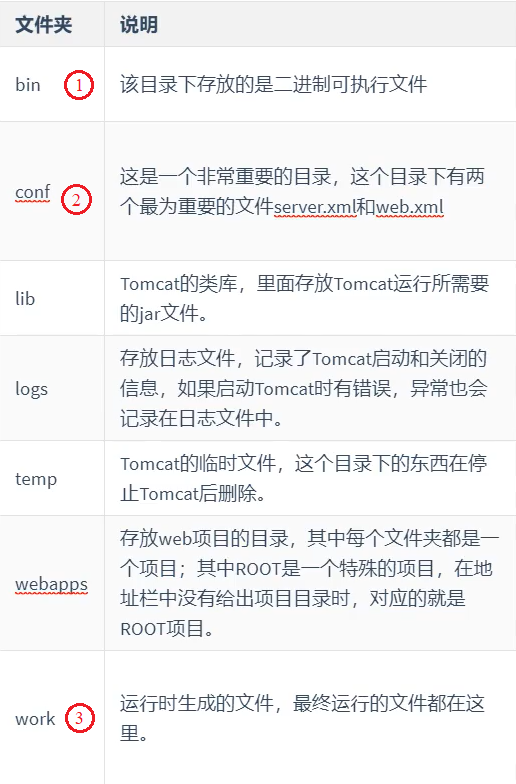 文件夹 说明
bin ① 该目录下存放的是二进制可执行文件
conf ② 这是一个非常重要的目录，这个目录下有两
个最为重要的文件server.xml和web.xml
lib Tomcat的类库，里面存放Tomcat运行所需要
的jar文件。
logs 存放日志文件，记录了Tomcat启动和关闭的
信息，如果启动Tomcat时有错误，异常也会
记录在日志文件中。
temp Tomcat的临时文件，这个目录下的东西在停
止Tomcat后删除。
webapps 存放web项目的目录，其中每个文件夹都是一
个项目；其中ROOT是一个特殊的项目，在地
址栏中没有给出项目目录时，对应的就是
ROOT项目。
work ③ 运行时生成的文件，最终运行的文件都在这
里。